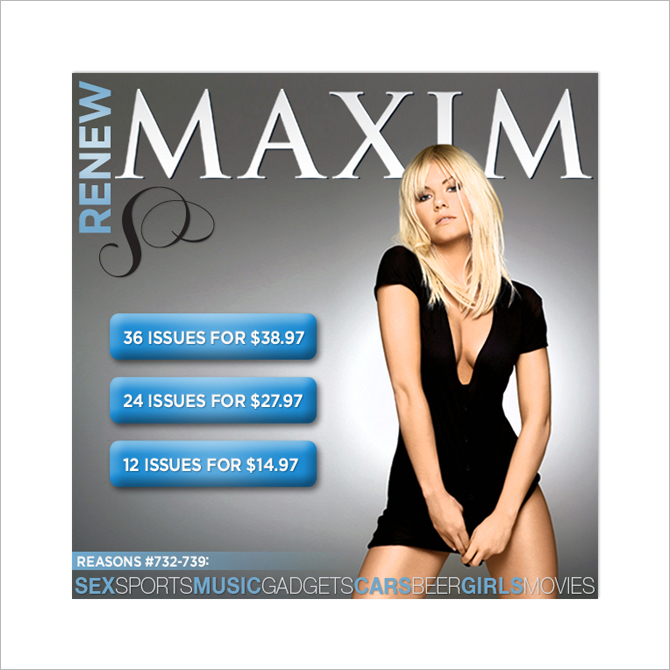 RENEW
MAXIM
36 ISSUES FOR $38.97
24 ISSUES FOR $27.97
12 ISSUES FOR $14.97
REASONS #732-739:
SEXSPORTSMUSICGADGETSCARSBEERGIRLSMOVIES